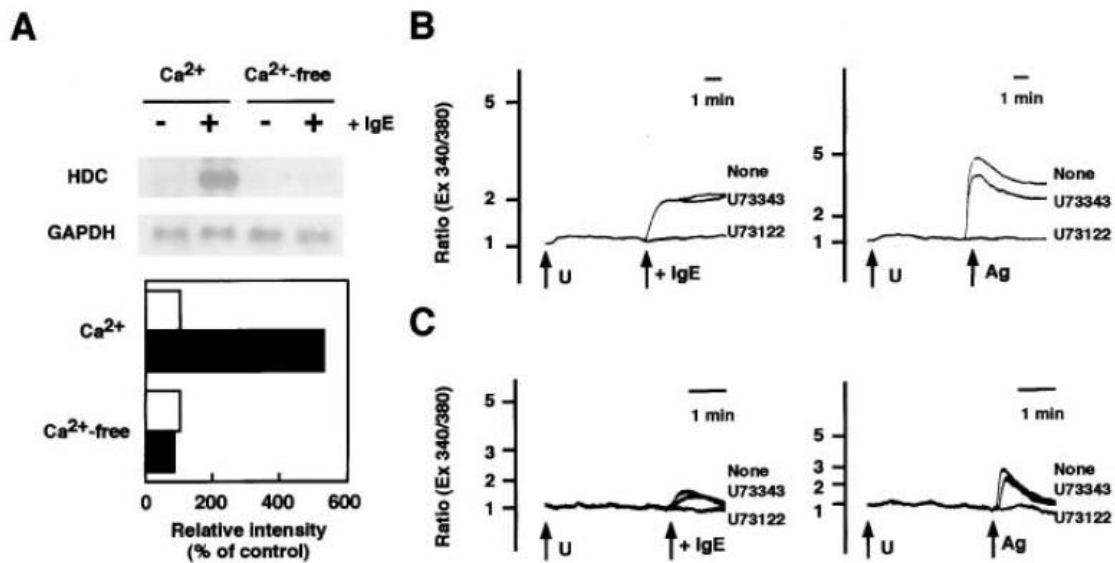 A
Ca2+ Ca2+-free
- + - + + IgE
HDC
GAPDH
Ca2+
Ca2+-free
0 200 400 600
Relative intensity
(% of control)
B
Ratio (Ex 340/380)
5
2
1
1 min
None
U73343
U73122
U
+ IgE
5
2
1
1 min
None
U73343
U73122
U
Ag
C
Ratio (Ex 340/380)
5
3
2
1
1 min
None
U73343
U73122
U
+ IgE
5
3
2
1
1 min
None
U73343
U73122
U
Ag